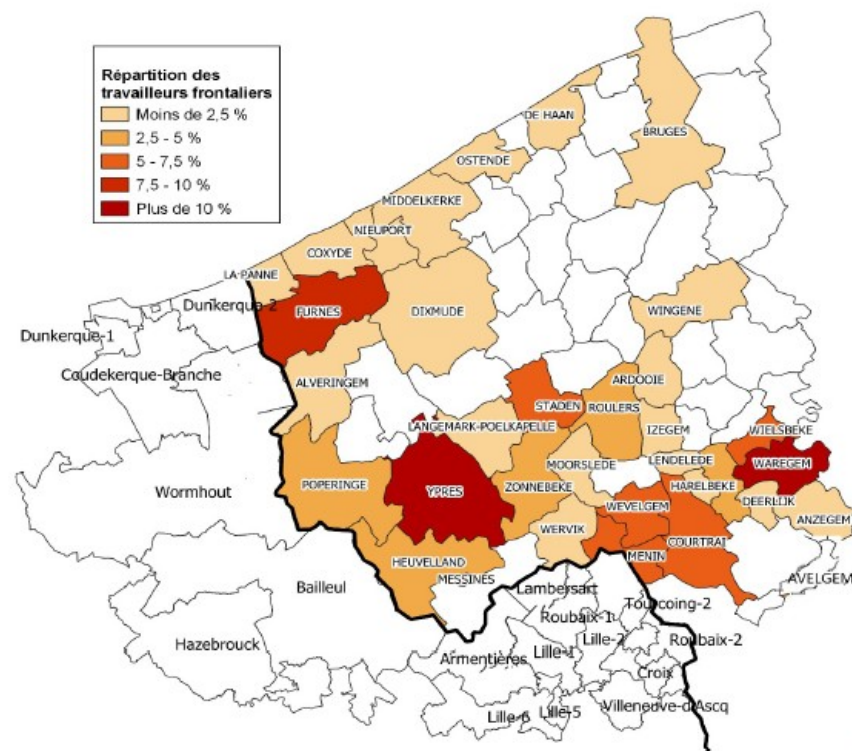 Répartition des
travailleurs frontaliers
Moins de 2,5 %
2,5 - 5 %
5 - 7,5 %
7,5 - 10 %
Plus de 10 %
DE HAAN
BRUGES
OSTENDE
MIDDELKERKE
NIEUPORT
COXYDE
LA PANNE
Dunkerque-2
FURNES
DIXMUDE
WINGENE
Dunkerque-1
Coudekerque-Branche
ALVERINGEM
ARDOOIE
STADEN
ROULERS
LANGEMARK-POELKAPELLE
IZEGEM
WIELSBEKE
WAREGEM
LENDELEDE
MOORSLEDE
POPERINGE
YPRES
ZONNEBEKE
HARELBEKE
DEERLIJK
ANZEGEM
Wormhout
WEVELGEM
WERVIK
COURTRAI
HEUVELLAND
MENIN
MESSINES
AVELGEM
Bailleul
Lambersart
Roubaix-1
Tourcoing-2
Hazebrouck
Lille-2
Roubaix-2
Armentières
Lille-1
Croix
Lille-6
Lille-5
Villeneuve-d'Ascq